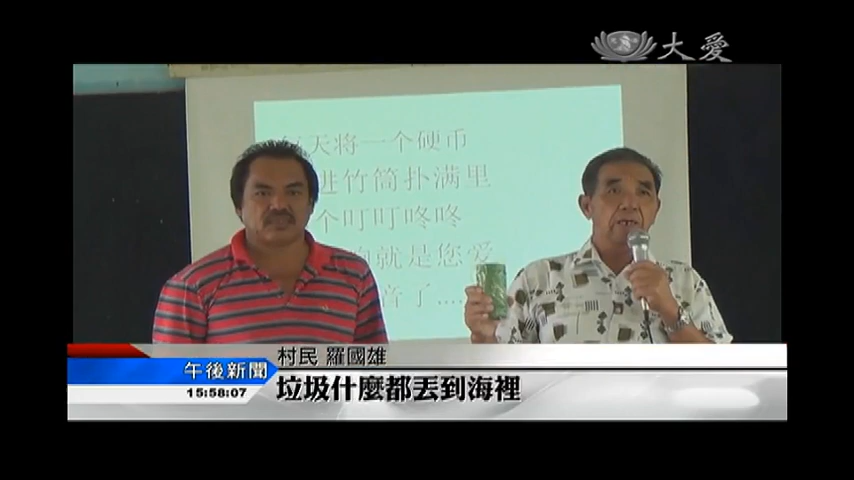 大愛
天将一个硬币
进竹筒扑满里
个叮叮咚咚
就是您爱
音了....
村民 羅國雄
午後新聞
15:58:07
垃圾什麼都丟到海裡